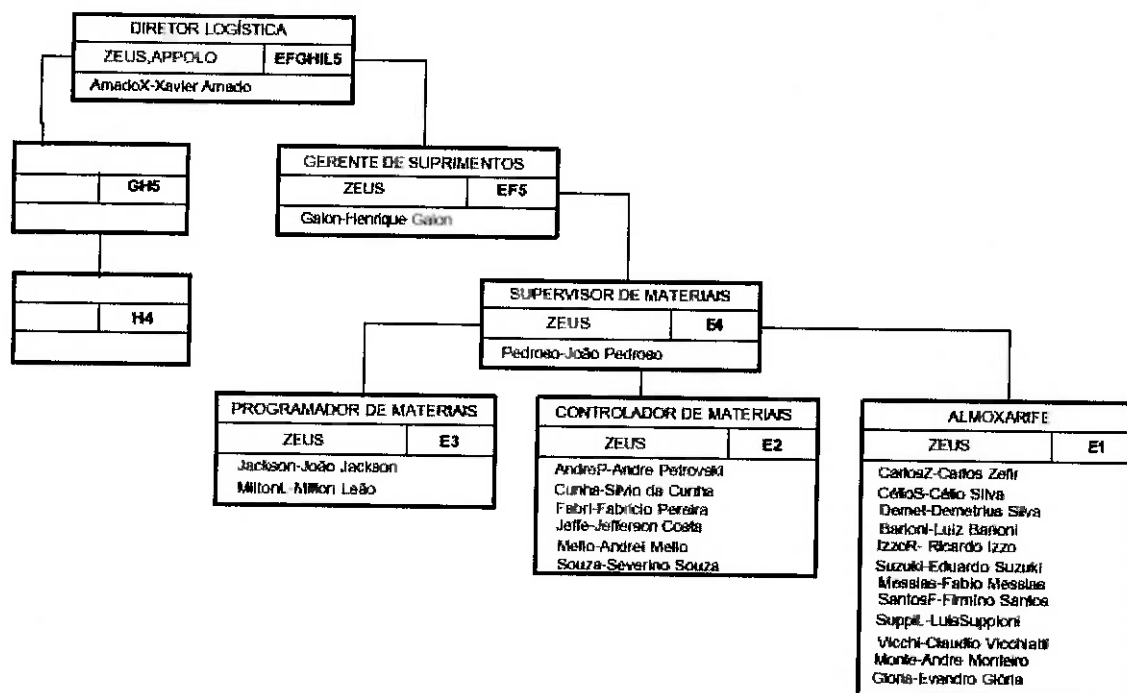 DIRETOR LOGÍSTICA
ZEUS,APPOLO EFGHIL5
AmadoX-Xavier Amado
GH5
H4
GERENTE DE SUPRIMENTOS
ZEUS EF5
Galon-Henrique Galon
SUPERVISOR DE MATERIAIS
ZEUS E4
Pedroso-João Pedroso
PROGRAMADOR DE MATERIAIS
ZEUS E3
Jackson-João Jackson
MiltonL-Milton Leão
CONTROLADOR DE MATERIAIS
ZEUS E2
AndreP-Andre Petrovski
Cunha-Silvio da Cunha
Fabri-Fabricio Pereira
Jeffe-Jefferson Costa
Mello-Andrei Mello
Souza-Severino Souza
ALMOXARIFE
ZEUS E1
CarlosZ-Carlos Zefir
CélioS-Célio Silva
Demet-Demetrius Silva
Barioni-Luiz Barioni
IzzoR- Ricardo Izzo
Suzuki-Eduardo Suzuki
Messias-Fabio Messias
SantosF-Firmino Santos
SuppiL-LuisSuppioni
Vicchi-Claudio Vicchiatti
Monte-Andre Monteiro
Gloria-Evandro Glória